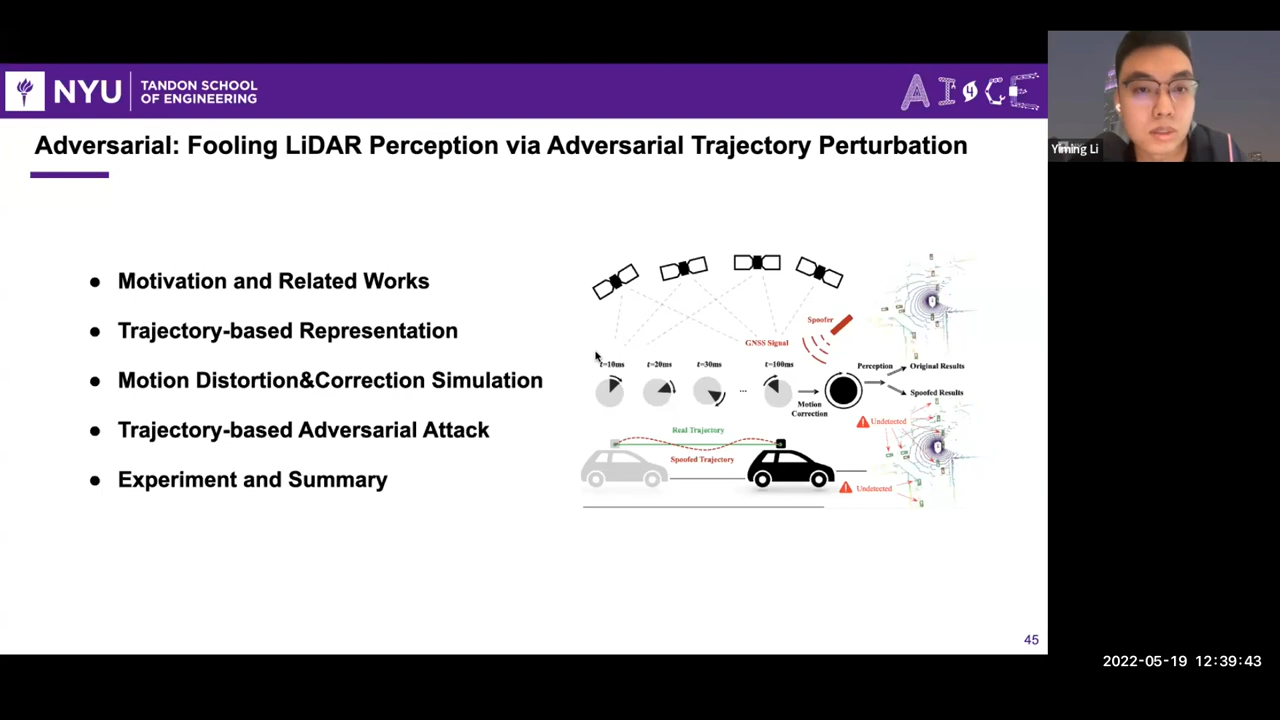 NYU
TANDON SCHOOL
OF ENGINEERING
AI4CE
Yiming Li
Adversarial: Fooling LiDAR Perception via Adversarial Trajectory Perturbation
● Motivation and Related Works
● Trajectory-based Representation
● Motion Distortion&Correction Simulation
● Trajectory-based Adversarial Attack
● Experiment and Summary
Spoofer
GNSS Signal
t=10ms
t=20ms
t=30ms
...
t=100ms
Perception
Original Results
Motion
Correction
Spoofed Results
Undetected
Real Trajectory
Spoofed Trajectory
Undetected
45
2022-05-19 12:39:43